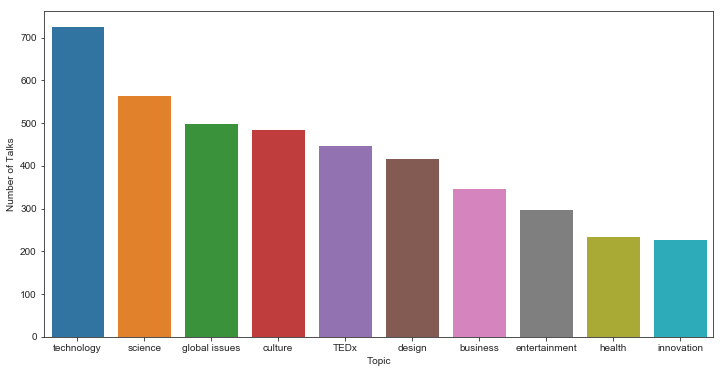 Number of Talks
700
600
500
400
300
200
100
0
technology science global issues culture TEDx design business entertainment health innovation
Topic